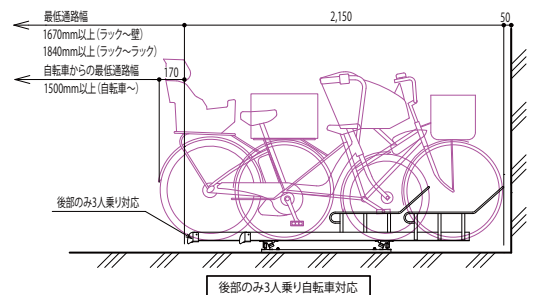 最低通路幅
1670mm以上（ラック～壁）
1840mm以上（ラック～ラック）
自転車からの最低通路幅
1500mm以上（自転車～）
170
2,150
50
後部のみ3人乗り対応
後部のみ3人乗り自転車対応